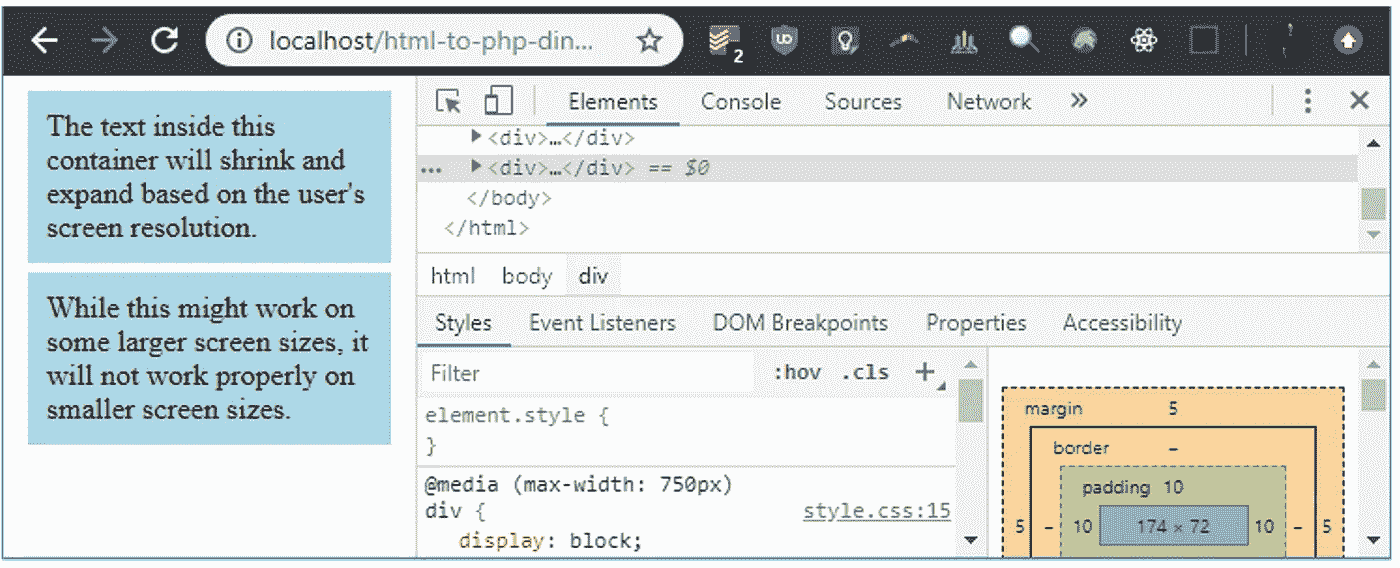 localhost/html-to-php-din...
2
The text inside this
container will shrink and
expand based on the user's
screen resolution.
While this might work on
some larger screen sizes, it
will not work properly on
smaller screen sizes.
Elements Console Sources Network »
▶<div>…</div>
… ▶<div>…</div> == $0
</body>
</html>
html body div
Styles Event Listeners DOM Breakpoints Properties Accessibility
Filter :hov .cls +
element.style {
}
@media (max-width: 750px)
div { style.css:15
display: block;
margin 5
border –
padding 10
5 – 10 174 × 72 10 – 5